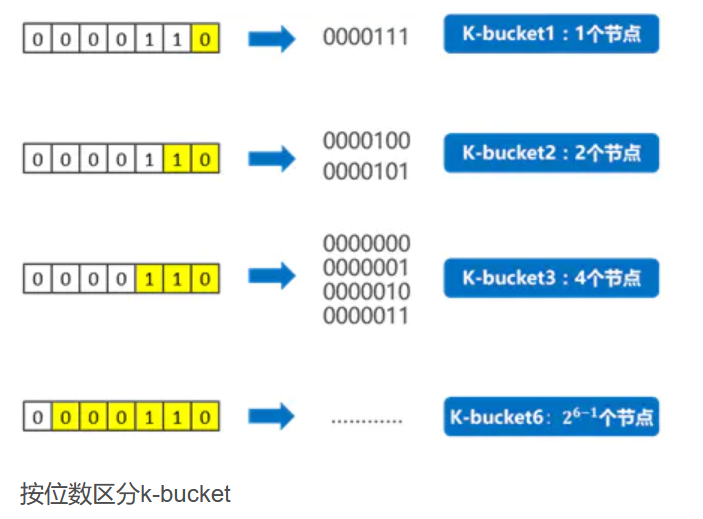 0 0 0 0 1 1 0
0000111
K-bucket1：1个节点
0 0 0 0 1 1 0
0000100
0000101
K-bucket2：2个节点
0 0 0 0 1 1 0
0000000
0000001
0000010
0000011
K-bucket3：4个节点
0 0 0 0 1 1 0
............
K-bucket6：2⁶⁻¹个节点
按位数区分k-bucket